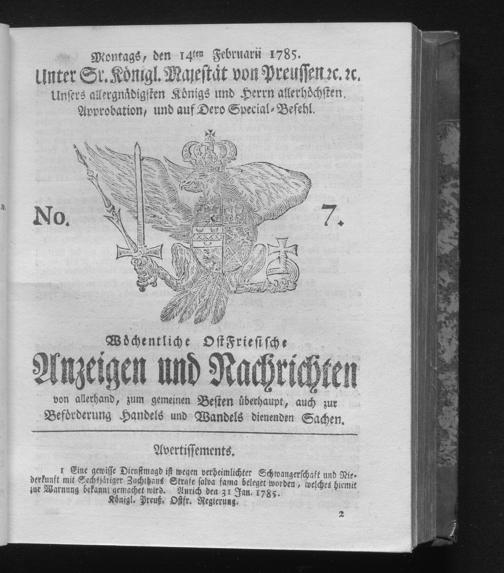 Montags, den 14ten Februarii 1785.
Unter Sr. Königl. Majestät von Preussen ꝛc. ꝛc.
Unsers allergnädigsten Königs und Herrn allerhöchsten
Approbation, und auf Dero Special-Befehl.
No. 7.
Wöchentliche Ostfriesische
Anzeigen und Nachrichten
von allerhand, zum gemeinen Besten überhaupt, auch zur
Beförderung Handels und Wandels dienenden Sachen.
Avertissements.
1 Eine gewisse Dienstmagd ist wegen verheimlichter Schwangerschaft und Nie-
derkunft mit Sechsjäriger Zuchthaus Strafe salva fama beleget worden, welches hiemit
zur Warnung bekannt gemachet wird. Aurich den 31 Jan. 1785.
Königl. Preuß. Ostfr. Regierung.
2